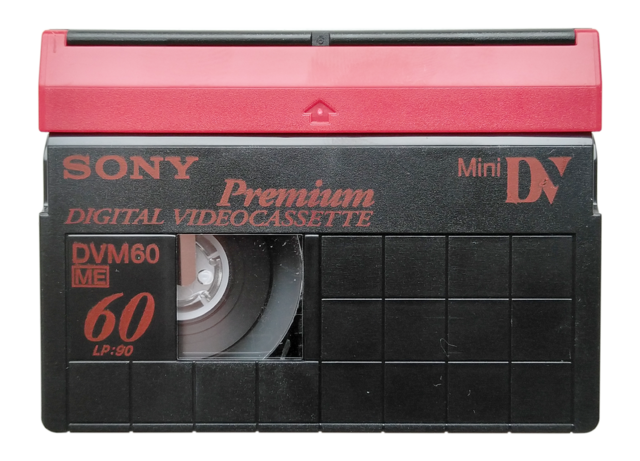 SONY
Mini DV
Premium
DIGITAL VIDEOCASSETTE
DVM60
ME
60
LP:90